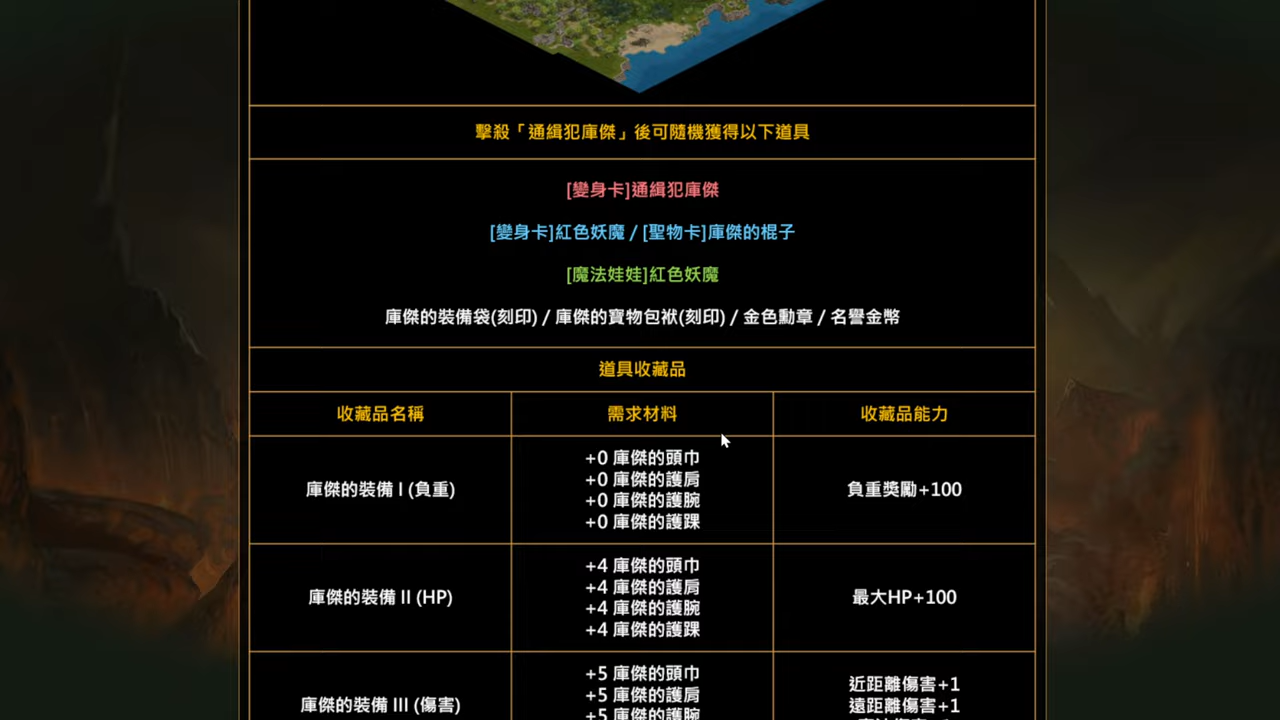 擊殺「通緝犯庫傑」後可隨機獲得以下道具
[變身卡]通緝犯庫傑
[變身卡]紅色妖魔 / [聖物卡]庫傑的棍子
[魔法娃娃]紅色妖魔
庫傑的裝備袋(刻印) / 庫傑的寶物包袱(刻印) / 金色勳章 / 名譽金幣
道具收藏品
收藏品名稱
需求材料
收藏品能力
庫傑的裝備 I (負重)
+0 庫傑的頭巾
+0 庫傑的護肩
+0 庫傑的護腕
+0 庫傑的護踝
負重獎勵+100
庫傑的裝備 II (HP)
+4 庫傑的頭巾
+4 庫傑的護肩
+4 庫傑的護腕
+4 庫傑的護踝
最大HP+100
庫傑的裝備 III (傷害)
+5 庫傑的頭巾
+5 庫傑的護肩
+5 庫傑的護腕
近距離傷害+1
遠距離傷害+1